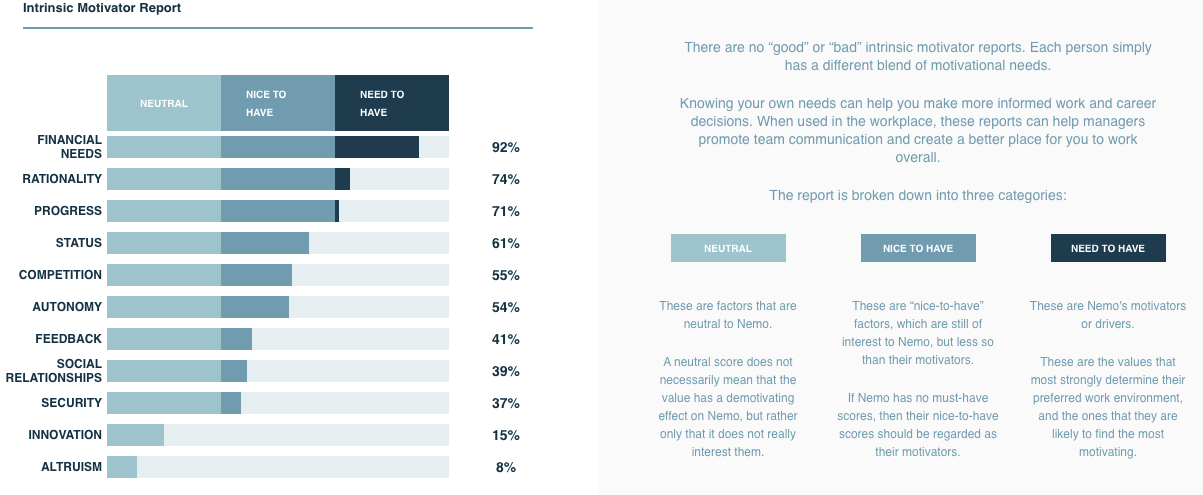 Intrinsic Motivator Report
NEUTRAL
NICE TO
HAVE
NEED TO
HAVE
FINANCIAL
NEEDS
92%
RATIONALITY
74%
PROGRESS
71%
STATUS
61%
COMPETITION
55%
AUTONOMY
54%
FEEDBACK
41%
SOCIAL
RELATIONSHIPS
39%
SECURITY
37%
INNOVATION
15%
ALTRUISM
8%
There are no “good” or “bad” intrinsic motivator reports. Each person simply
has a different blend of motivational needs.
Knowing your own needs can help you make more informed work and career
decisions. When used in the workplace, these reports can help managers
promote team communication and create a better place for you to work
overall.
The report is broken down into three categories:
NEUTRAL
These are factors that are
neutral to Nemo.
A neutral score does not
necessarily mean that the
value has a demotivating
effect on Nemo, but rather
only that it does not really
interest them.
NICE TO HAVE
These are “nice-to-have”
factors, which are still of
interest to Nemo, but less so
than their motivators.
If Nemo has no must-have
scores, then their nice-to-have
scores should be regarded as
their motivators.
NEED TO HAVE
These are Nemo’s motivators
or drivers.
These are the values that
most strongly determine their
preferred work environment,
and the ones that they are
likely to find the most
motivating.